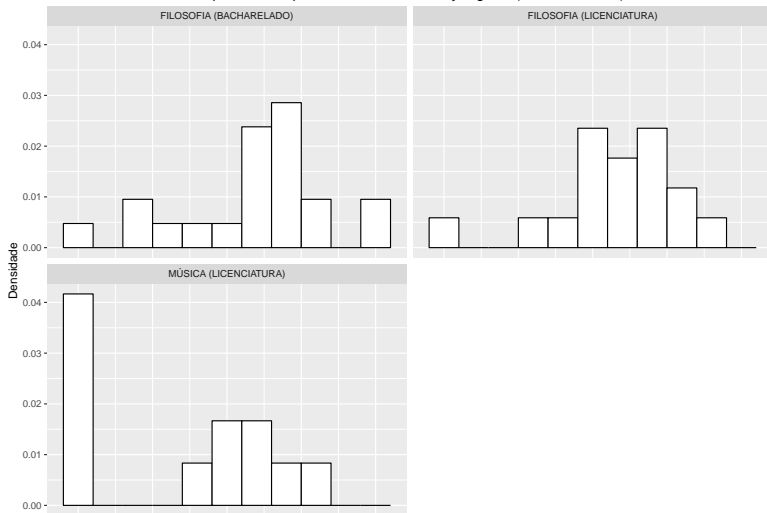 FILOSOFIA (BACHARELADO)
FILOSOFIA (LICENCIATURA)
0.04
0.03
0.02
0.01
0.00
Densidade
MÚSICA (LICENCIATURA)
0.04
0.03
0.02
0.01
0.00